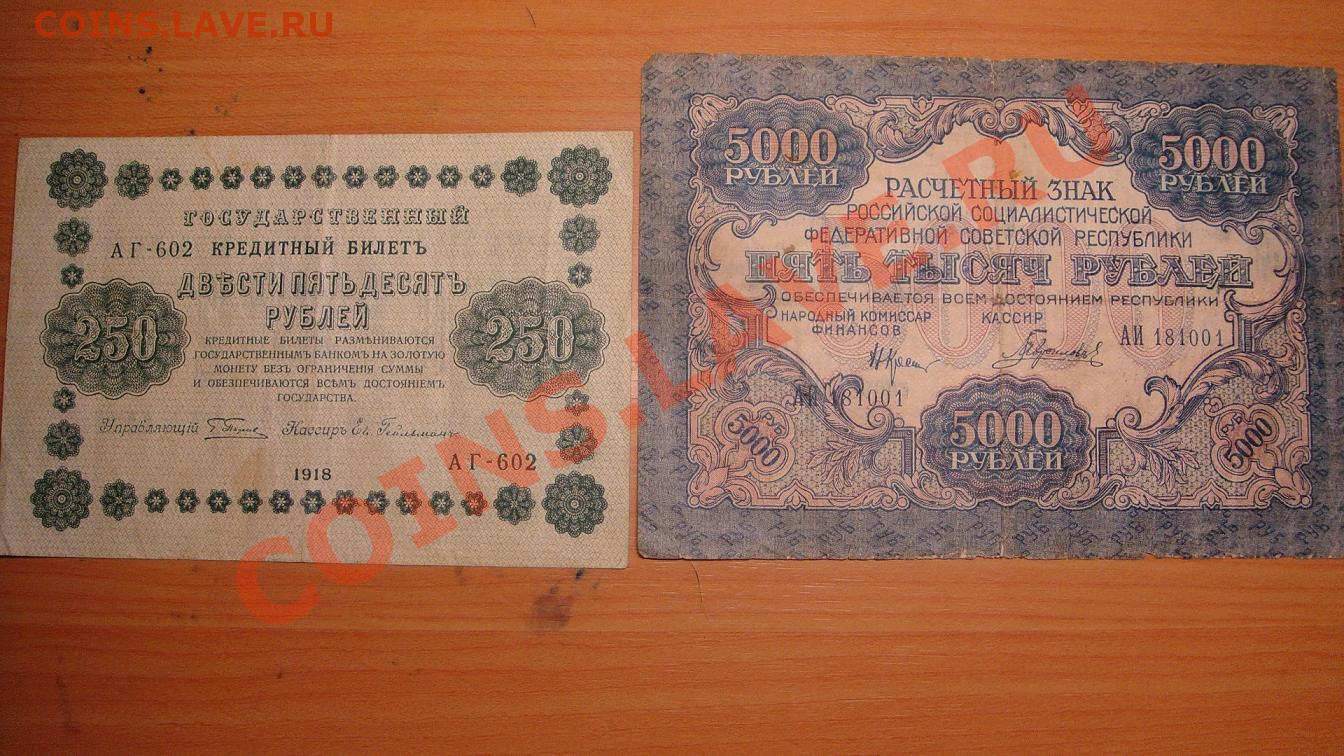 COINS.LAVE.RU
ГОСУДАРСТВЕННЫЙ
АГ-602 КРЕДИТНЫЙ БИЛЕТЪ
ДВѢСТИ ПЯТЬДЕСЯТЪ
РУБЛЕЙ
250 250
КРЕДИТНЫЕ БИЛЕТЫ РАЗМѢНИВАЮТСЯ
ГОСУДАРСТВЕННЫМЪ БАНКОМЪ НА ЗОЛОТУЮ
МОНЕТУ БЕЗЪ ОГРАНИЧЕНІЯ СУММЫ
И ОБЕЗПЕЧИВАЮТСЯ ВСѢМЪ ДОСТОЯНІЕМЪ
ГОСУДАРСТВА.
Управляющій Кассиръ Ев. Гейльманъ
АГ-602
1918
5000 РУБЛЕЙ
5000 РУБЛЕЙ
РАСЧЕТНЫЙ ЗНАК
РОССИЙСКОЙ СОЦИАЛИСТИЧЕСКОЙ
ФЕДЕРАТИВНОЙ СОВЕТСКОЙ РЕСПУБЛИКИ
ПЯТЬ ТЫСЯЧ РУБЛЕЙ
ОБЕСПЕЧИВАЕТСЯ ВСЕМ ДОСТОЯНИЕМ РЕСПУБЛИКИ
НАРОДНЫЙ КОМИССАР КАССИР
ФИНАНСОВ
АИ 181001
АИ 181001
5000 РУБЛЕЙ
РУБ 5000
РУБ 5000
COINS.LAVE.RU